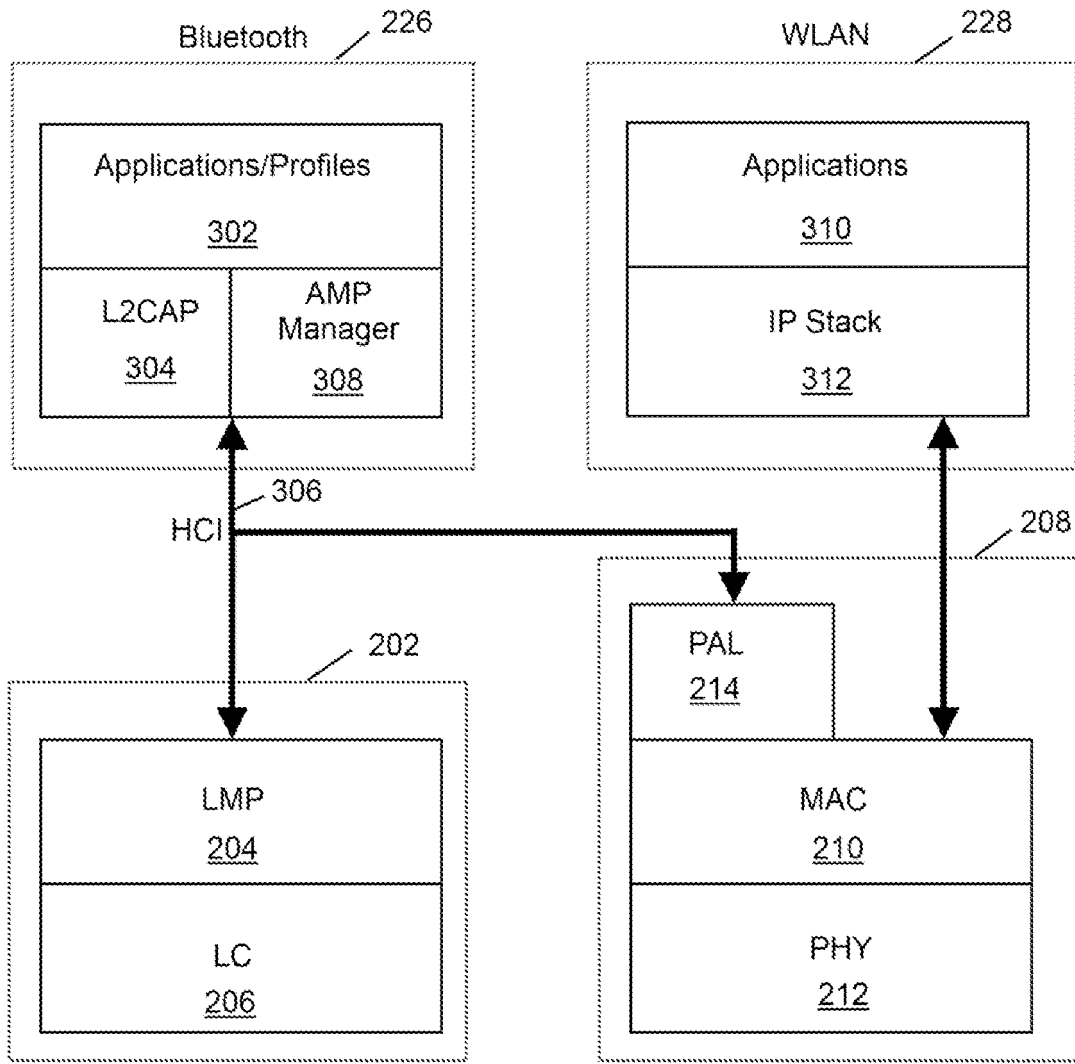 Bluetooth
226
WLAN
228
Applications/Profiles
302
Applications
310
L2CAP
304
AMP
Manager
308
IP Stack
312
306
HCI
208
PAL
214
202
LMP
204
MAC
210
LC
206
PHY
212